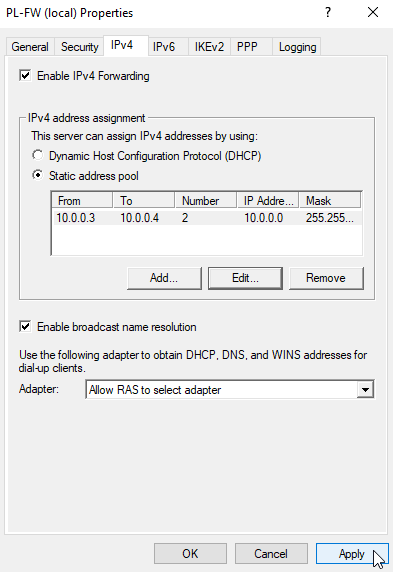 PL-FW (local) Properties ? ×
General Security IPv4 IPv6 IKEv2 PPP Logging
Enable IPv4 Forwarding
IPv4 address assignment
This server can assign IPv4 addresses by using:
Dynamic Host Configuration Protocol (DHCP)
Static address pool
From To Number IP Addre... Mask
10.0.0.3 10.0.0.4 2 10.0.0.0 255.255...
Add... Edit... Remove
Enable broadcast name resolution
Use the following adapter to obtain DHCP, DNS, and WINS addresses for
dial-up clients.
Adapter: Allow RAS to select adapter
OK Cancel Apply